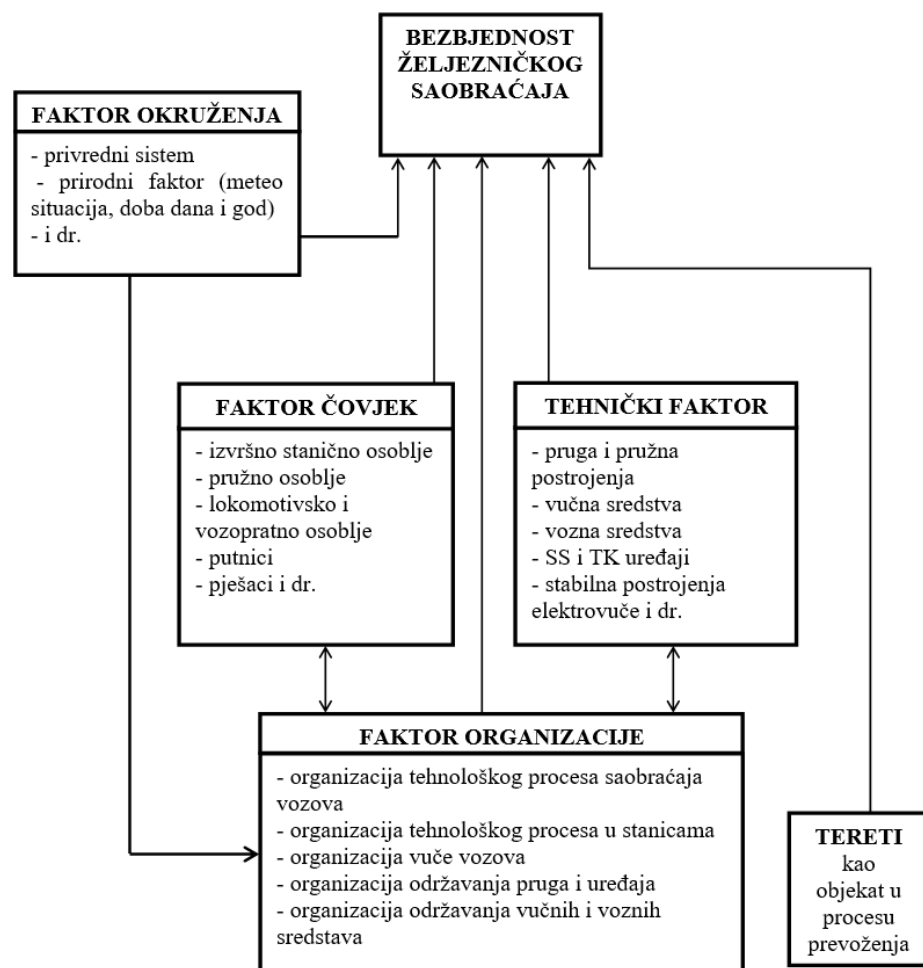 BEZBJEDNOST
ŽELJEZNIČKOG
SAOBRAĆAJA
FAKTOR OKRUŽENJA
- privredni sistem
- prirodni faktor (meteo
situacija, doba dana i god)
- i dr.
FAKTOR ČOVJEK
- izvršno stanično osoblje
- pružno osoblje
- lokomotivsko i
vozopratno osoblje
- putnici
- pješaci i dr.
TEHNIČKI FAKTOR
- pruga i pružna
postrojenja
- vučna sredstva
- vozna sredstva
- SS i TK uređaji
- stabilna postrojenja
elektrovuče i dr.
FAKTOR ORGANIZACIJE
- organizacija tehnološkog procesa saobraćaja
vozova
- organizacija tehnološkog procesa u stanicama
- organizacija vuče vozova
- organizacija održavanja pruga i uređaja
- organizacija održavanja vučnih i voznih
sredstava
TERETI
kao
objekat u
procesu
prevoženja